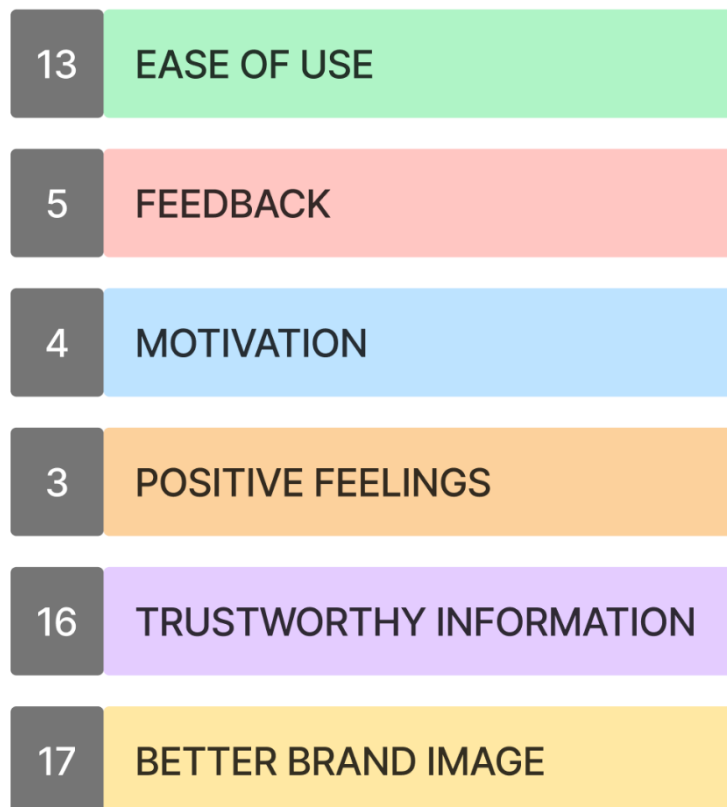 13 EASE OF USE
5 FEEDBACK
4 MOTIVATION
3 POSITIVE FEELINGS
16 TRUSTWORTHY INFORMATION
17 BETTER BRAND IMAGE